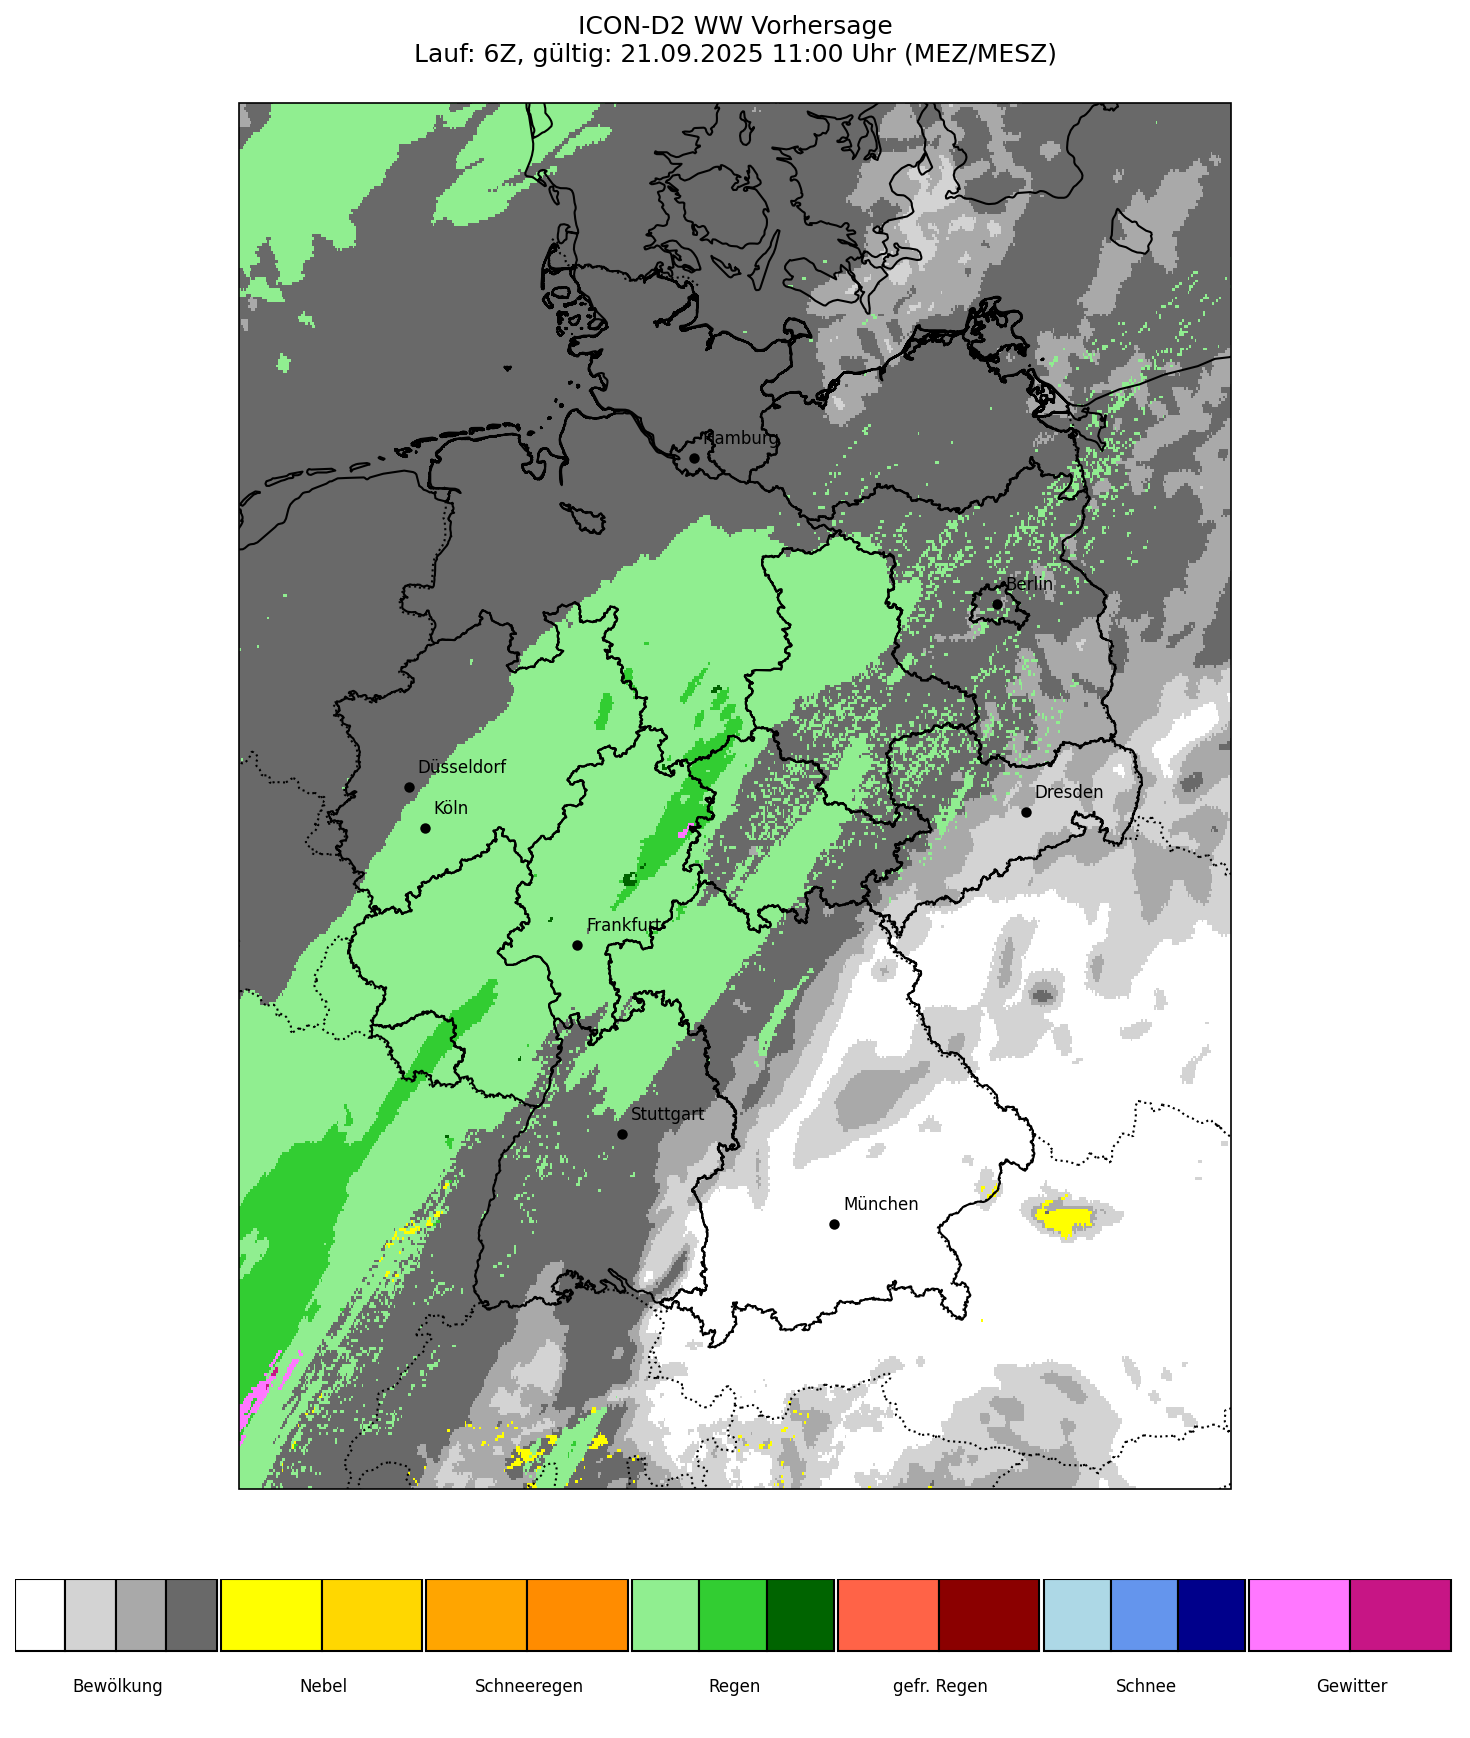 ICON-D2 WW Vorhersage
Lauf: 6Z, gültig: 21.09.2025 11:00 Uhr (MEZ/MESZ)
Hamburg
Berlin
Düsseldorf
Köln
Dresden
Frankfurt
Stuttgart
München
Bewölkung
Nebel
Schneeregen
Regen
gefr. Regen
Schnee
Gewitter